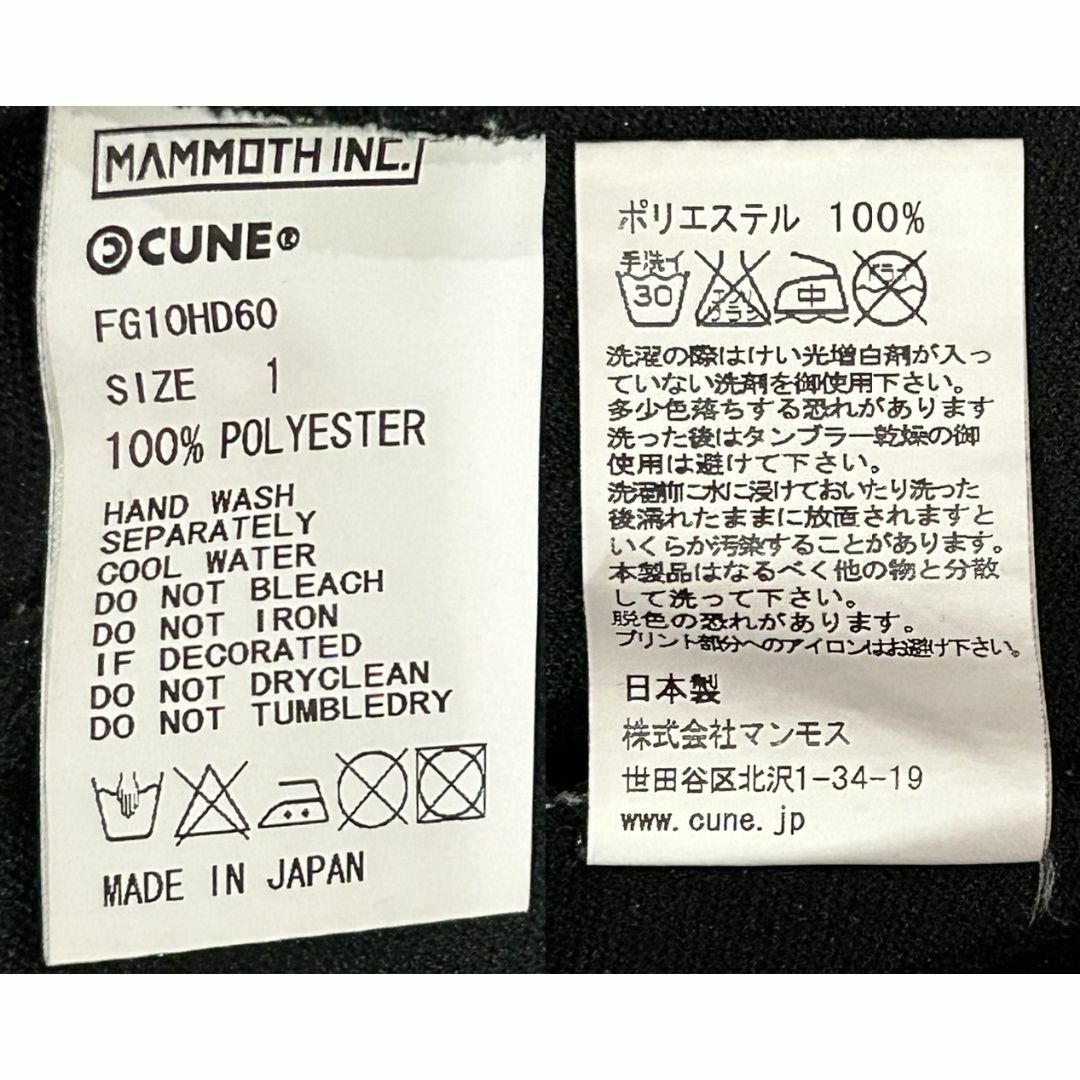 MAMMOTH INC.
CUNE®
FG10HD60
SIZE 1
100% POLYESTER
HAND WASH
SEPARATELY
COOL WATER
DO NOT BLEACH
DO NOT IRON
IF DECORATED
DO NOT DRYCLEAN
DO NOT TUMBLEDRY
MADE IN JAPAN
ポリエステル 100%
手洗イ
30
エンソ
サラシ
中
ドライ
洗濯の際はけい光増白剤が入っ
ていない洗剤を御使用下さい。
多少色落ちする恐れがあります
洗った後はタンブラー乾燥の御
使用は避けて下さい。
洗濯前に水に浸けておいたり洗った
後濡れたままに放置されますと
いくらか汚染することがあります。
本製品はなるべく他の物と分散
して洗って下さい。
脱色の恐れがあります。
プリント部分へのアイロンはお避け下さい。
日本製
株式会社マンモス
世田谷区北沢1-34-19
www.cune.jp